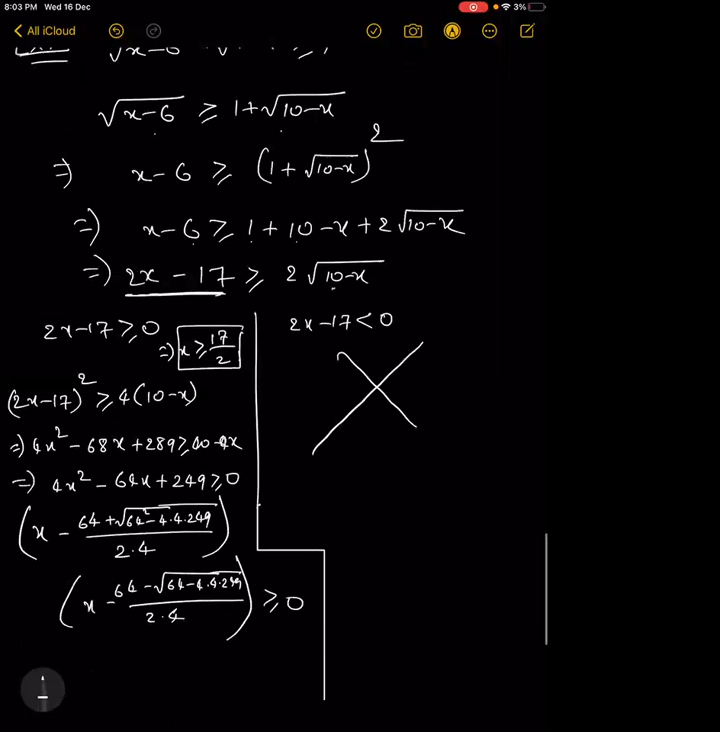 8:03 PM Wed 16 Dec
3%
All iCloud
√x-6 ≥ 1+√10-x
⇒ x-6 ≥ (1+√10-x)²
⇒) x-6 ≥ 1+10-x+2√10-x
⇒) 2x-17 ≥ 2√10-x
2x-17 ≥ 0 ⇒) x ≥ 17/2
(2x-17)² ≥ 4(10-x)
⇒) 4x²-68x+289 ≥ 40-4x
⇒) 4x²-64x+249 ≥ 0
(x - (64+√64²-4·4·249)/2·4)
(x - (64-√64-4·4·249)/2·4) ≥ 0
2x-17 < 0